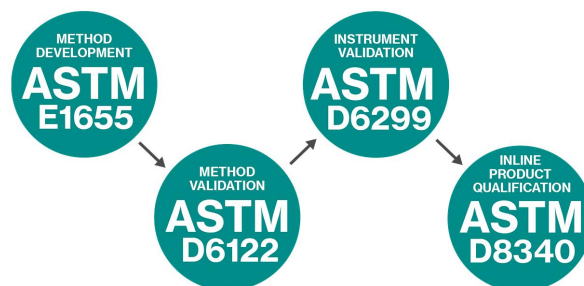 METHOD
DEVELOPMENT
ASTM
E1655
METHOD
VALIDATION
ASTM
D6122
INSTRUMENT
VALIDATION
ASTM
D6299
INLINE
PRODUCT
QUALIFICATION
ASTM
D8340